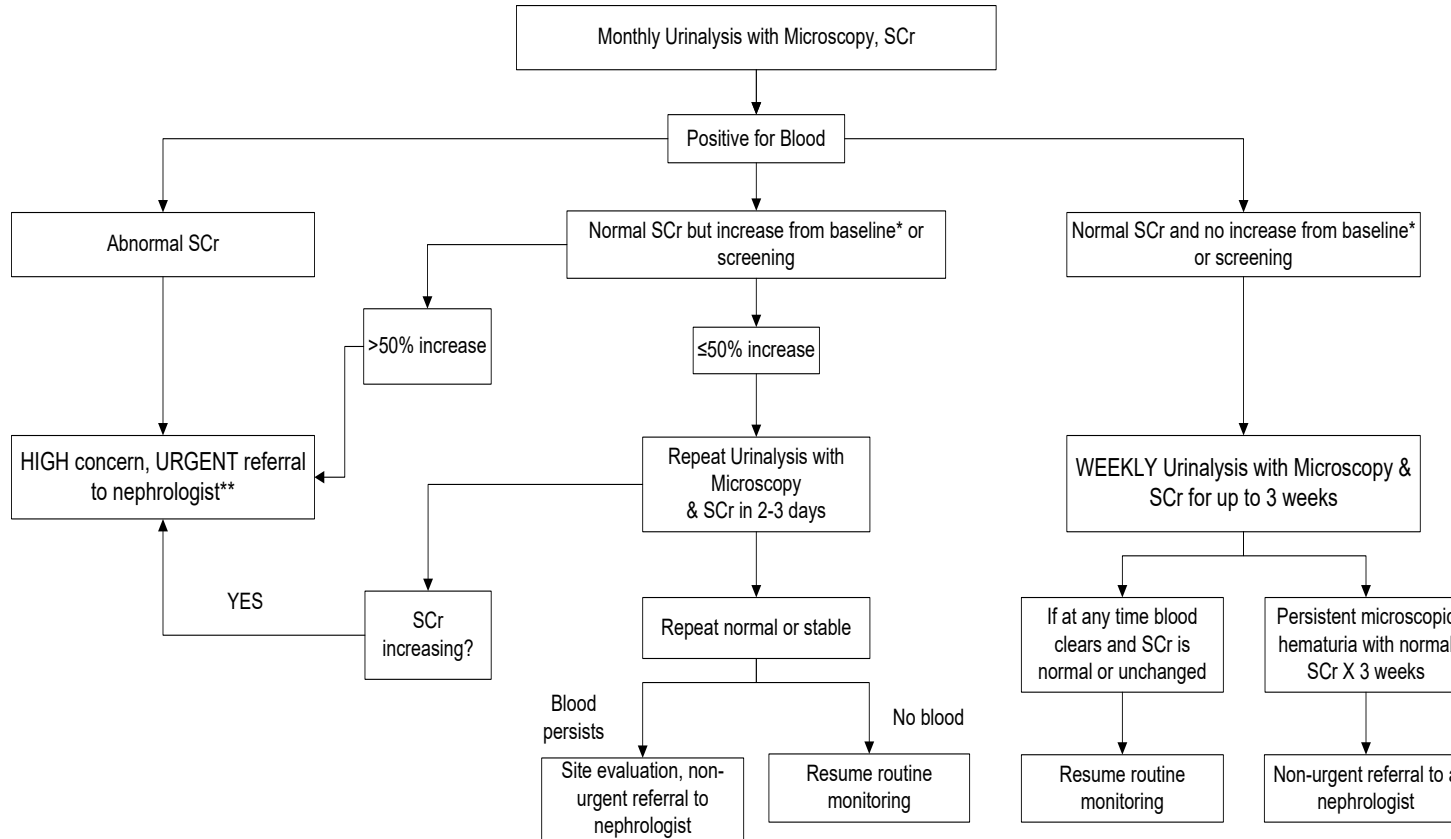 Monthly Urinalysis with Microscopy, SCr
Positive for Blood
Abnormal SCr
Normal SCr but increase from baseline* or
screening
Normal SCr and no increase from baseline*
or screening
>50% increase
≤50% increase
HIGH concern, URGENT referral
to nephrologist**
Repeat Urinalysis with
Microscopy
& SCr in 2-3 days
WEEKLY Urinalysis with Microscopy &
SCr for up to 3 weeks
YES
SCr
increasing?
Repeat normal or stable
If at any time blood
clears and SCr is
normal or unchanged
Persistent microscopic
hematuria with normal
SCr X 3 weeks
Blood
persists
No blood
Site evaluation, non-
urgent referral to
nephrologist
Resume routine
monitoring
Resume routine
monitoring
Non-urgent referral to a
nephrologist